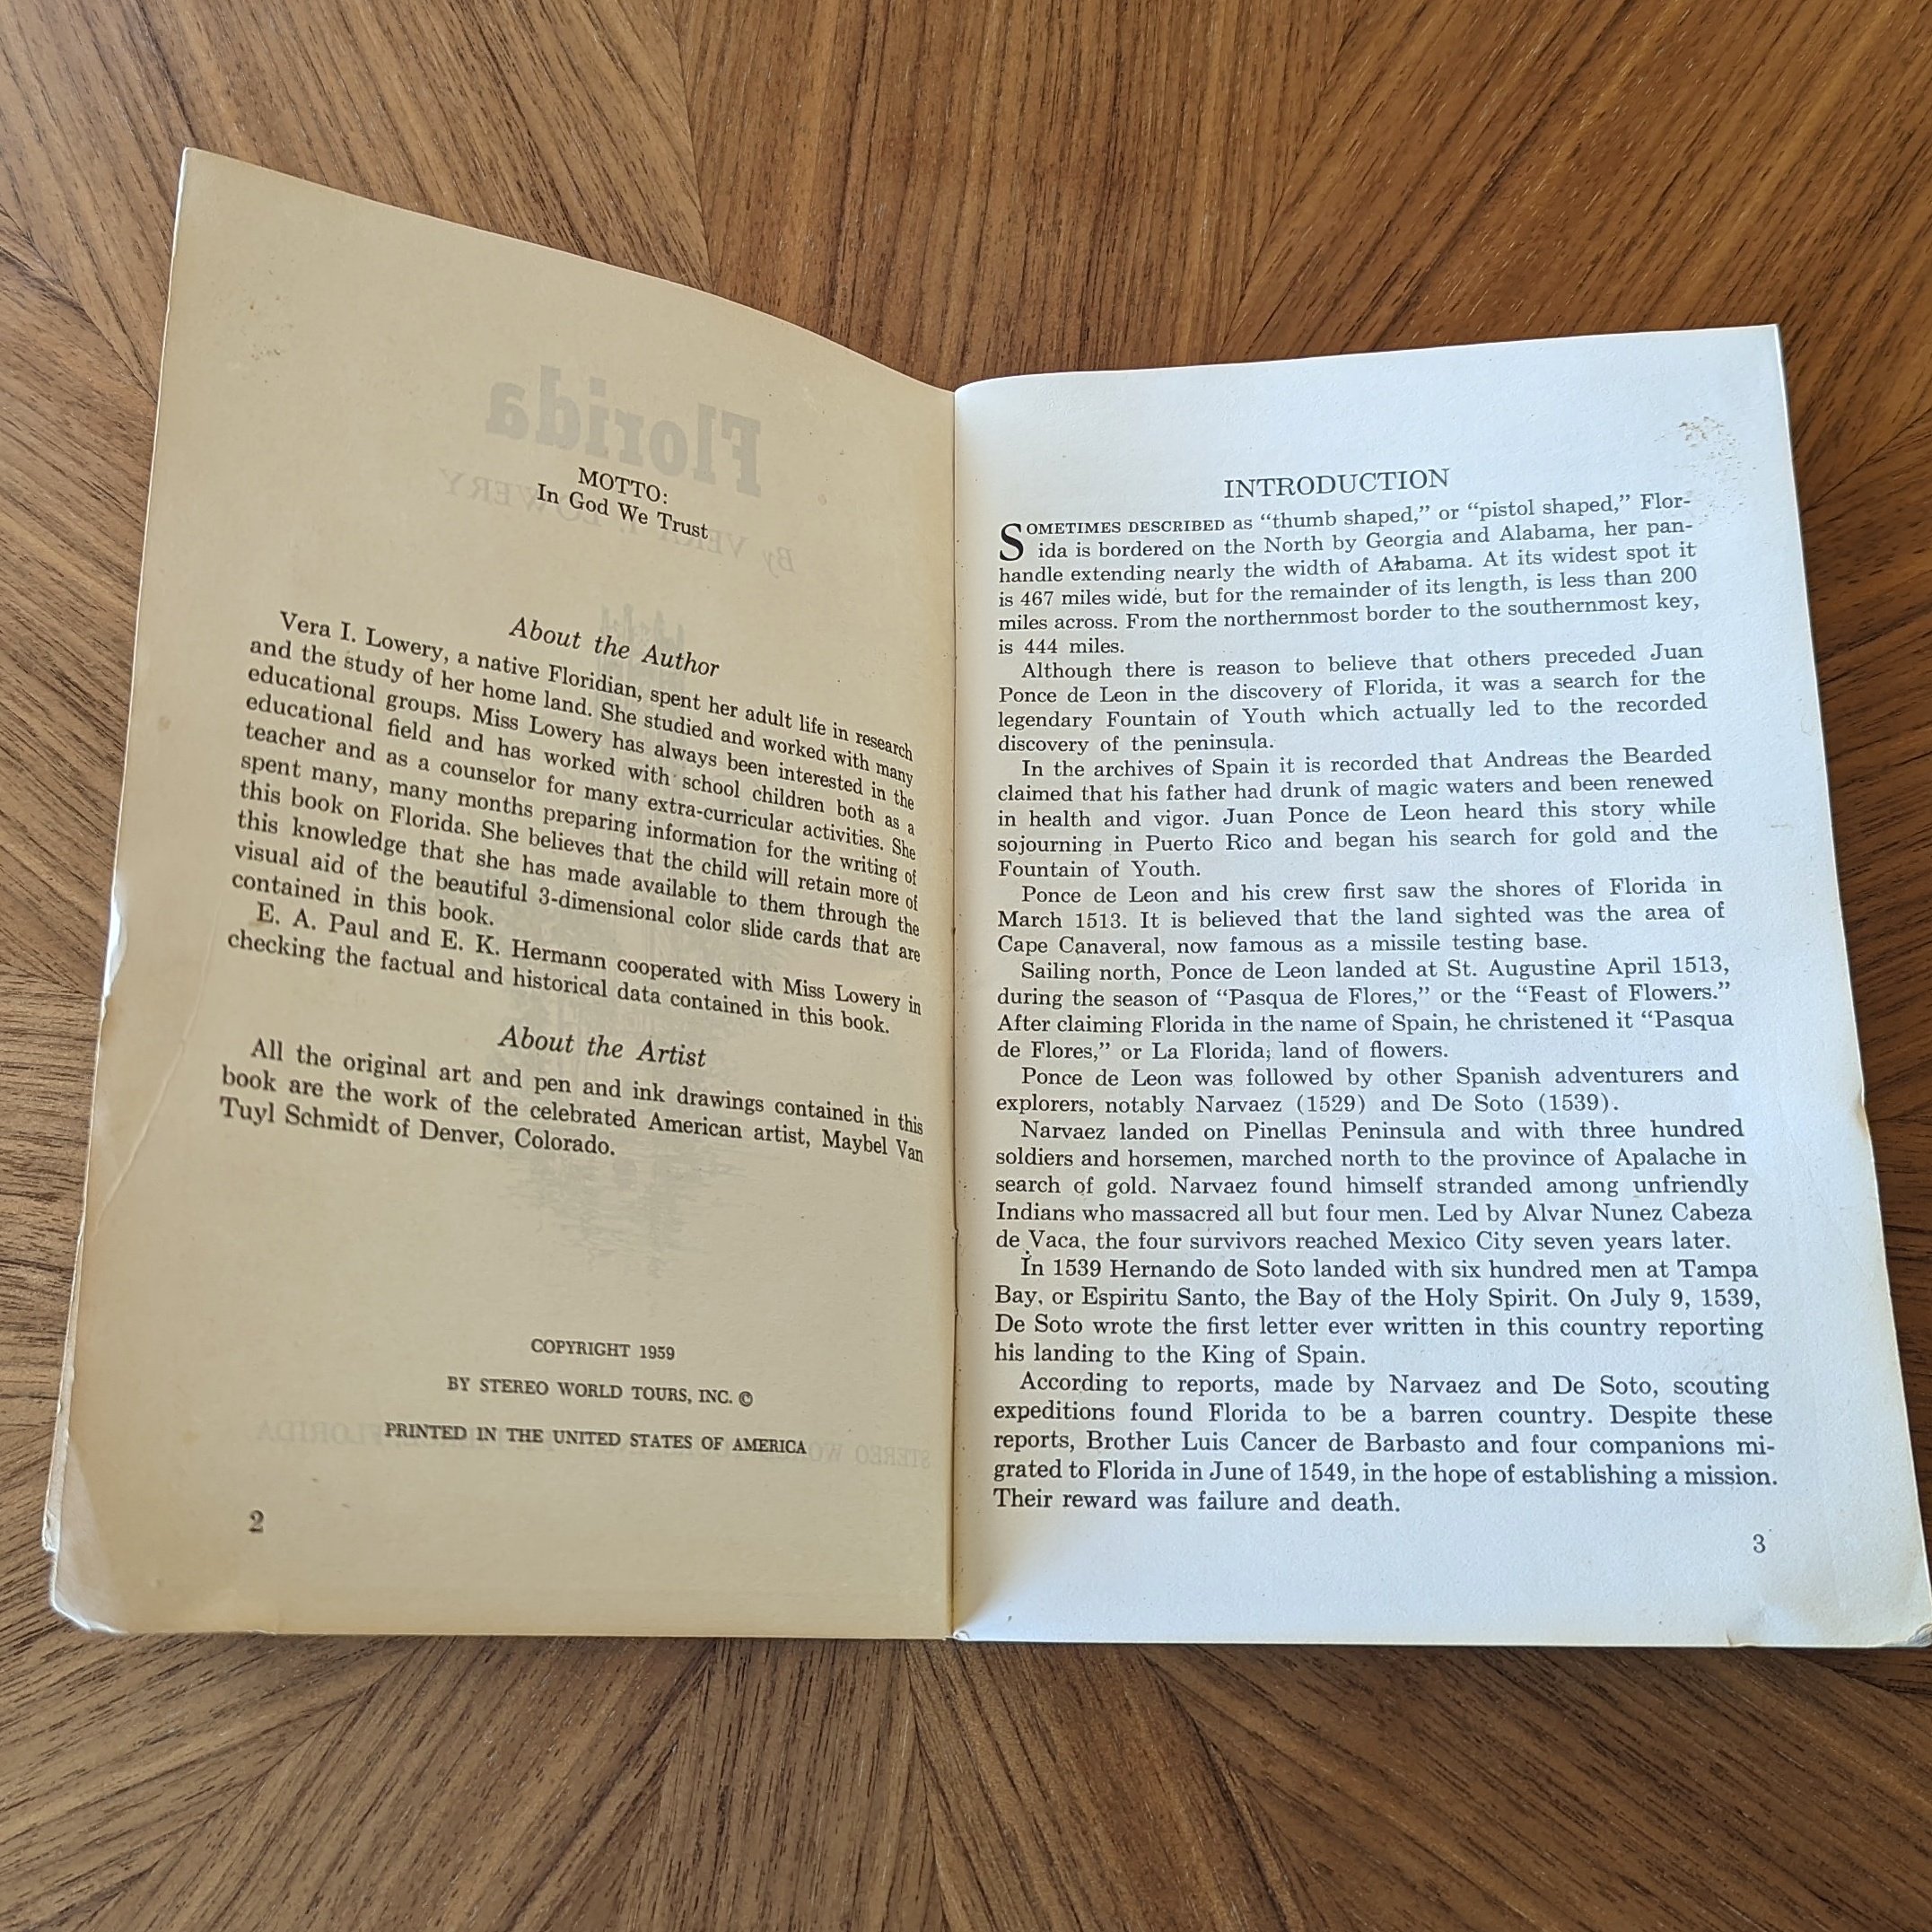 Florida
MOTTO:
In God We Trust
About the Author
Vera I. Lowery, a native Floridian, spent her adult life in research
and the study of her home land. She studied and worked with many
educational groups. Miss Lowery has always been interested in the
educational field and has worked with school children both as a
teacher and as a counselor for many extra-curricular activities. She
spent many, many months preparing information for the writing of
this book on Florida. She believes that the child will retain more of
this knowledge that she has made available to them through the
visual aid of the beautiful 3-dimensional color slide cards that are
contained in this book.
E. A. Paul and E. K. Hermann cooperated with Miss Lowery in
checking the factual and historical data contained in this book.
About the Artist
All the original art and pen and ink drawings contained in this
book are the work of the celebrated American artist, Maybel Van
Tuyl Schmidt of Denver, Colorado.
COPYRIGHT 1959
BY STEREO WORLD TOURS, INC. ©
PRINTED IN THE UNITED STATES OF AMERICA
2
INTRODUCTION
SOMETIMES DESCRIBED as “thumb shaped,” or “pistol shaped,” Flor-
ida is bordered on the North by Georgia and Alabama, her pan-
handle extending nearly the width of Alabama. At its widest spot it
is 467 miles wide, but for the remainder of its length, is less than 200
miles across. From the northernmost border to the southernmost key,
is 444 miles.
Although there is reason to believe that others preceded Juan
Ponce de Leon in the discovery of Florida, it was a search for the
legendary Fountain of Youth which actually led to the recorded
discovery of the peninsula.
In the archives of Spain it is recorded that Andreas the Bearded
claimed that his father had drunk of magic waters and been renewed
in health and vigor. Juan Ponce de Leon heard this story while
sojourning in Puerto Rico and began his search for gold and the
Fountain of Youth.
Ponce de Leon and his crew first saw the shores of Florida in
March 1513. It is believed that the land sighted was the area of
Cape Canaveral, now famous as a missile testing base.
Sailing north, Ponce de Leon landed at St. Augustine April 1513,
during the season of “Pasqua de Flores,” or the “Feast of Flowers.”
After claiming Florida in the name of Spain, he christened it “Pasqua
de Flores,” or La Florida; land of flowers.
Ponce de Leon was followed by other Spanish adventurers and
explorers, notably Narvaez (1529) and De Soto (1539).
Narvaez landed on Pinellas Peninsula and with three hundred
soldiers and horsemen, marched north to the province of Apalache in
search of gold. Narvaez found himself stranded among unfriendly
Indians who massacred all but four men. Led by Alvar Nunez Cabeza
de Vaca, the four survivors reached Mexico City seven years later.
In 1539 Hernando de Soto landed with six hundred men at Tampa
Bay, or Espiritu Santo, the Bay of the Holy Spirit. On July 9, 1539,
De Soto wrote the first letter ever written in this country reporting
his landing to the King of Spain.
According to reports, made by Narvaez and De Soto, scouting
expeditions found Florida to be a barren country. Despite these
reports, Brother Luis Cancer de Barbasto and four companions mi-
grated to Florida in June of 1549, in the hope of establishing a mission.
Their reward was failure and death.
3